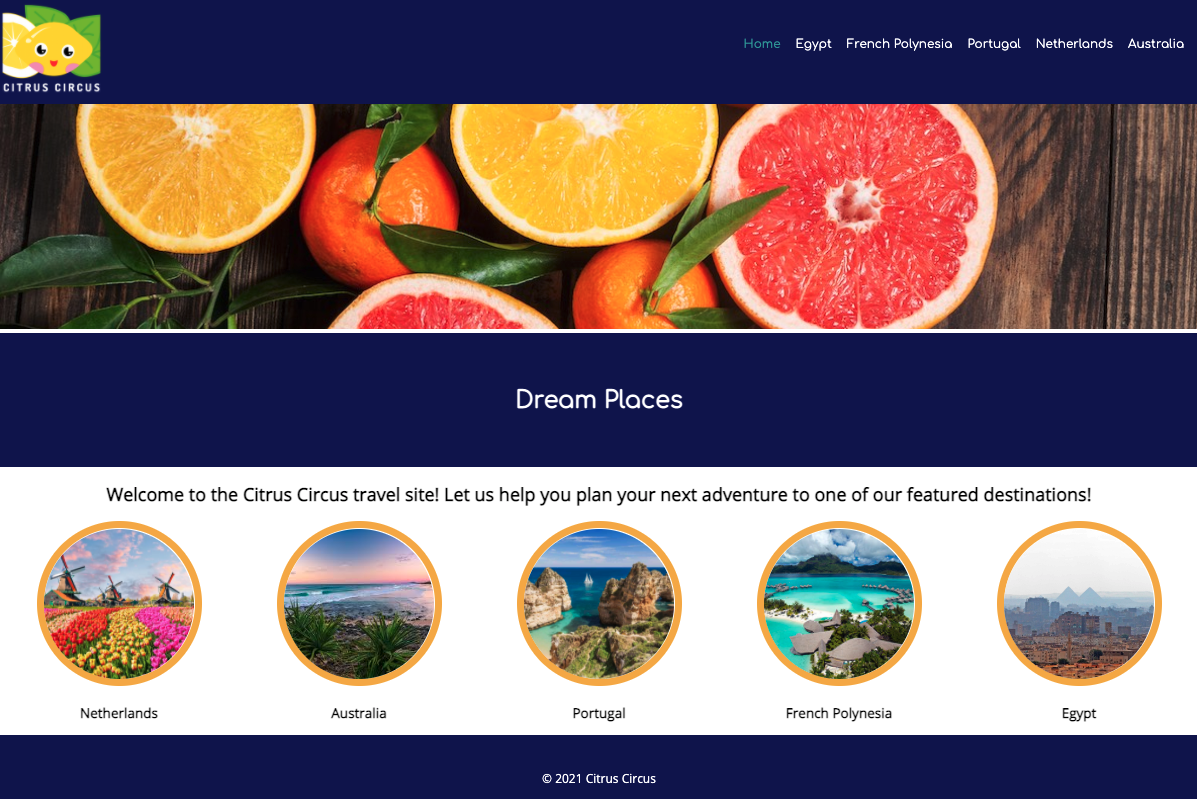 CITRUS CIRCUS
Home Egypt French Polynesia Portugal Netherlands Australia
Dream Places
Welcome to the Citrus Circus travel site! Let us help you plan your next adventure to one of our featured destinations!
Netherlands Australia Portugal French Polynesia Egypt
© 2021 Citrus Circus